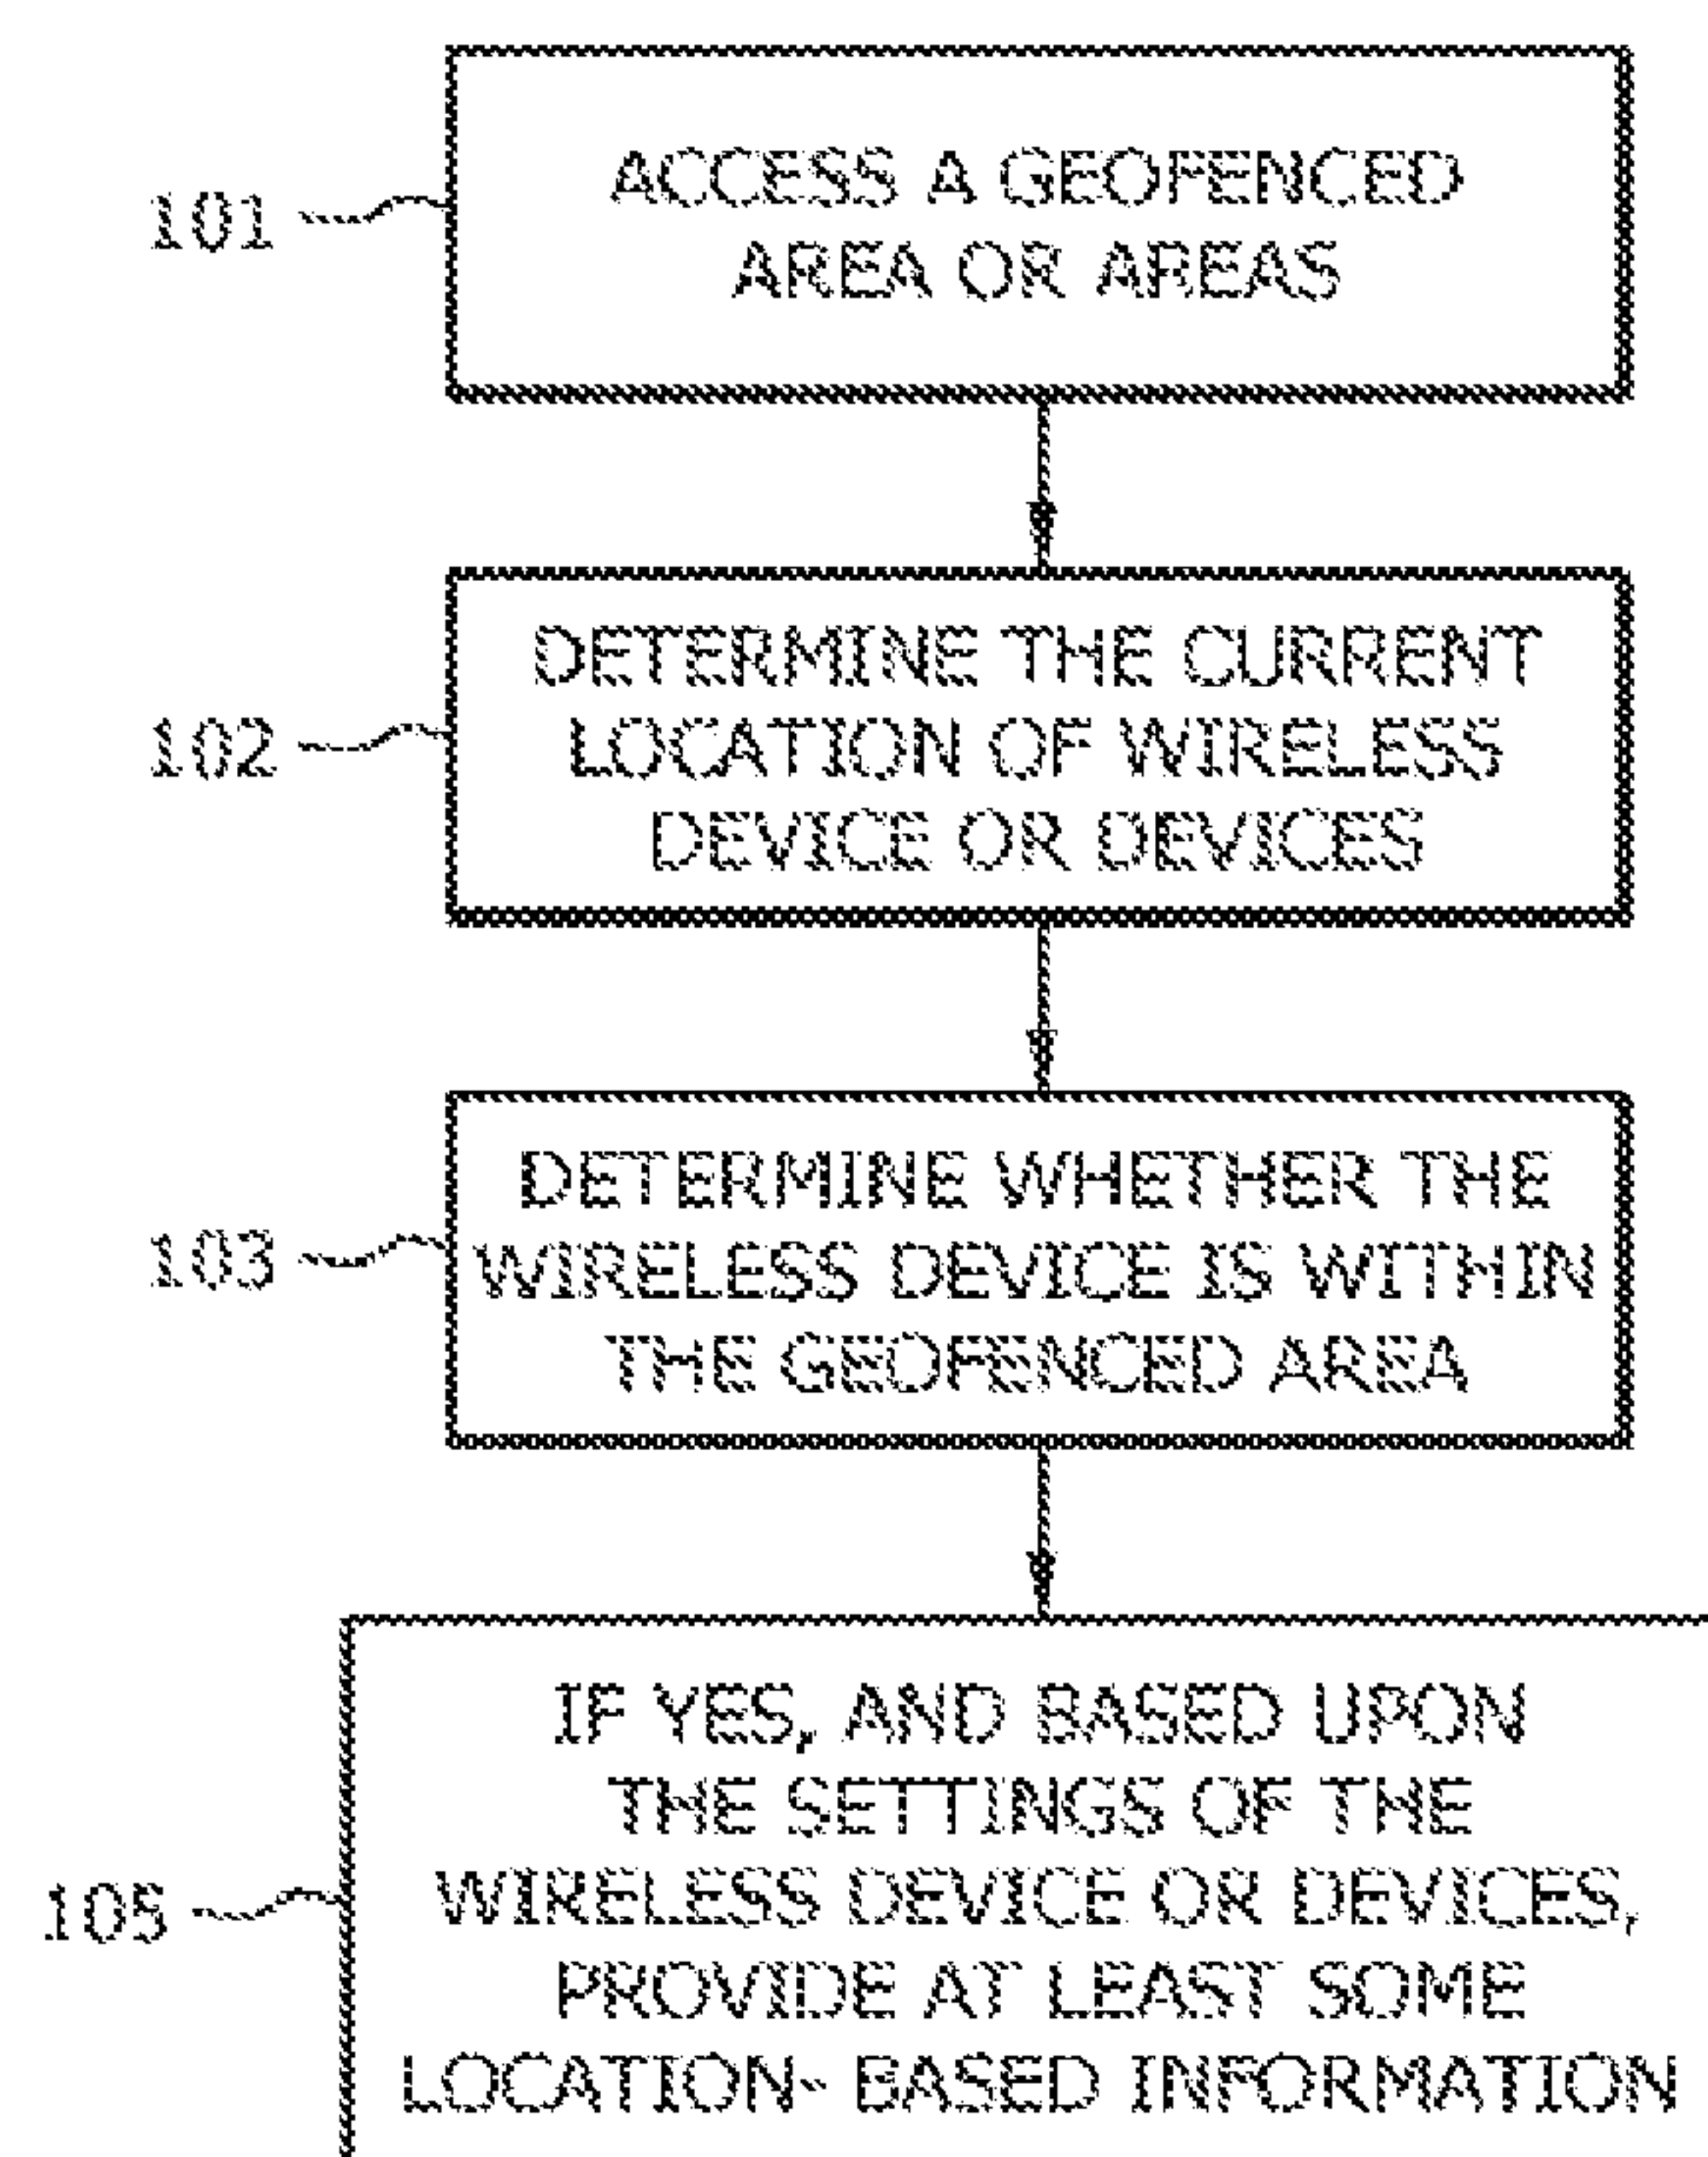 101
ACCESS A GEOFENCED
AREA OR AREAS
102
DETERMINE THE CURRENT
LOCATION OF WIRELESS
DEVICE OR DEVICES
103
DETERMINE WHETHER THE
WIRELESS DEVICE IS WITHIN
THE GEOFENCED AREA
105
IF YES, AND BASED UPON
THE SETTINGS OF THE
WIRELESS DEVICE OR DEVICES,
PROVIDE AT LEAST SOME
LOCATION- BASED INFORMATION